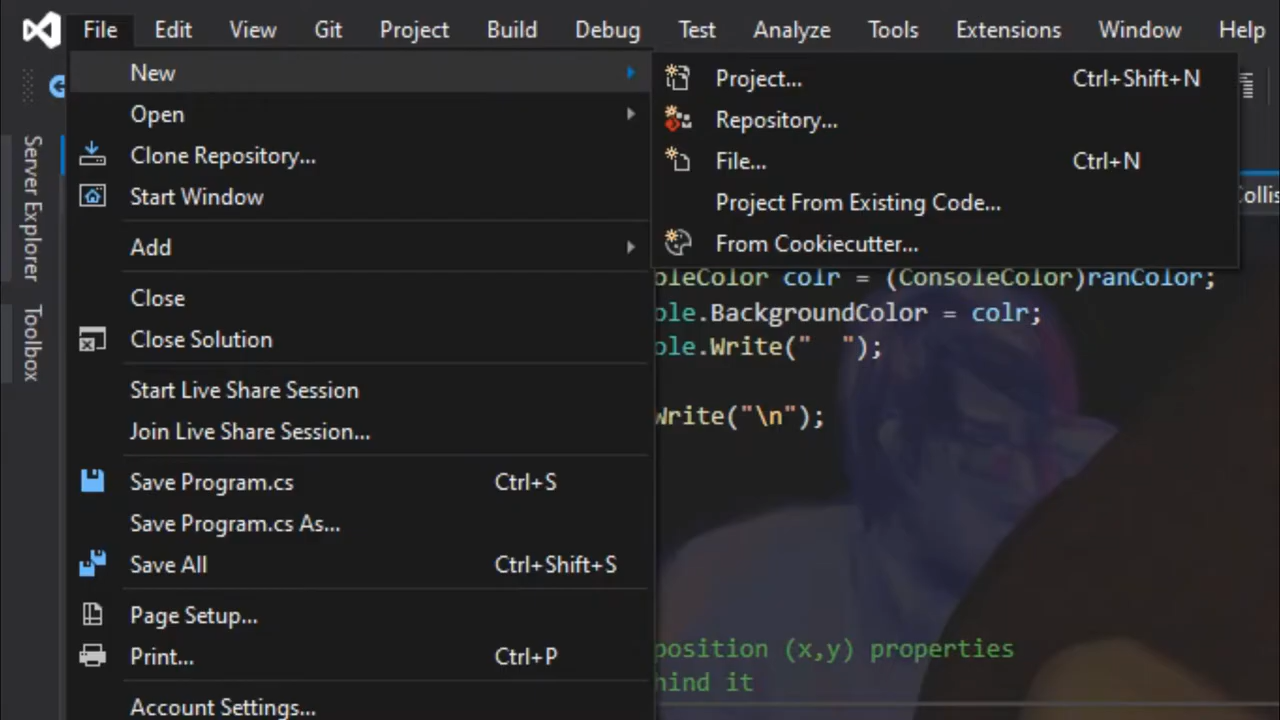 File Edit View Git Project Build Debug Test Analyze Tools Extensions Window Help
New
Open
Clone Repository...
Start Window
Add
Close
Close Solution
Start Live Share Session
Join Live Share Session...
Save Program.cs Ctrl+S
Save Program.cs As...
Save All Ctrl+Shift+S
Page Setup...
Print... Ctrl+P
Account Settings...
Project... Ctrl+Shift+N
Repository...
File... Ctrl+N
Project From Existing Code...
From Cookiecutter...
Server Explorer
Toolbox
Collis
oleColor colr = (ConsoleColor)ranColor;
ole.BackgroundColor = colr;
ole.Write("  ");
Write("\n");
position (x,y) properties
hind it